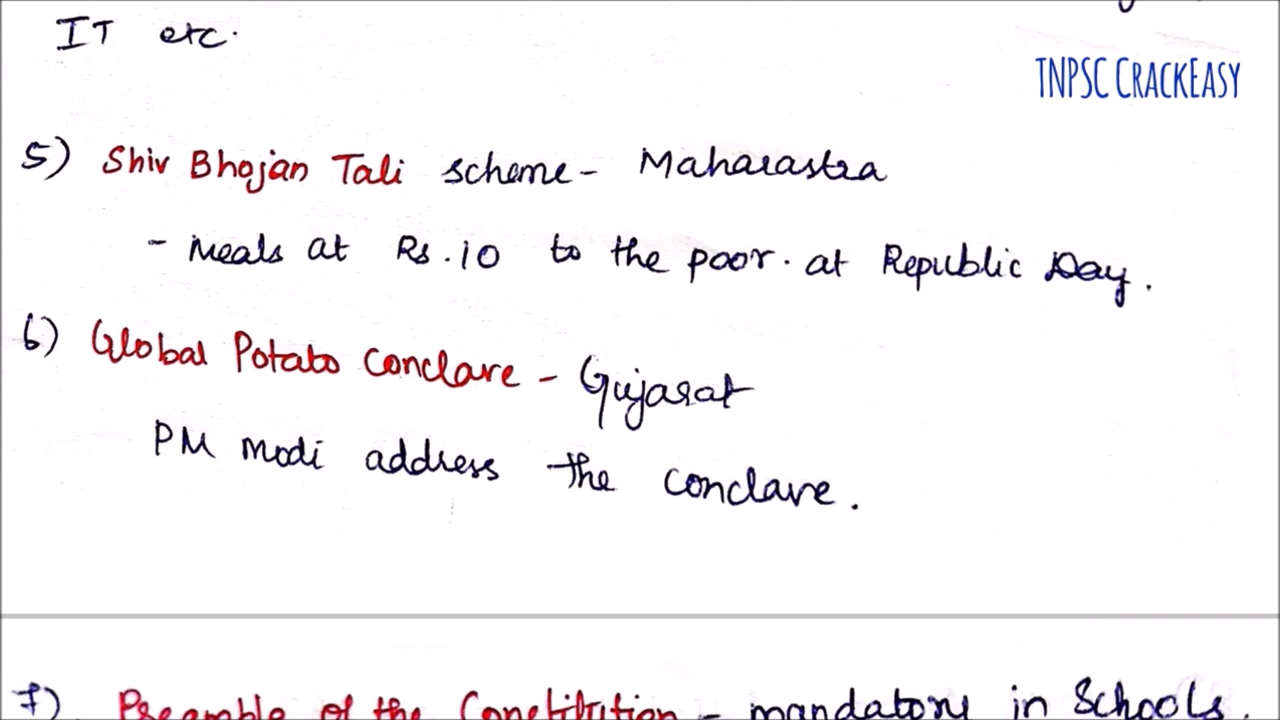 IT etc.
TNPSC CRACKEASY
5) Shiv Bhojan Tali scheme - Maharastra
- Meals at Rs.10 to the poor. at Republic Day.
6) Global Potato Conclave - Gujarat
PM Modi address the conclave.
7) Preamble of the Constitution - mandatory in Schools.